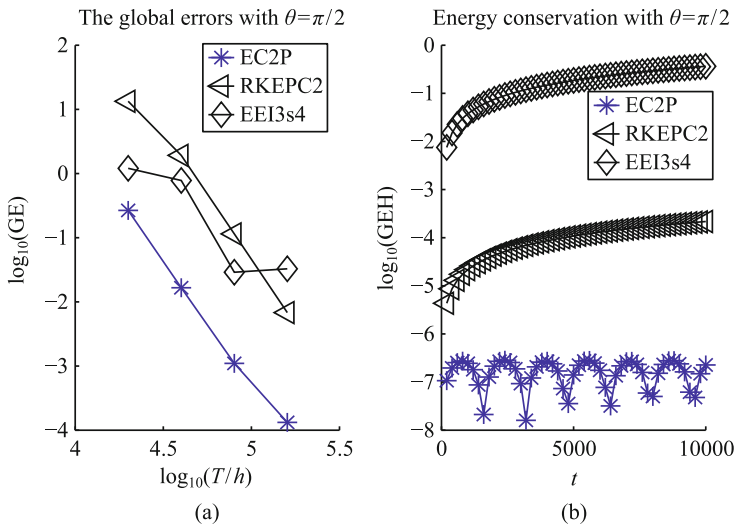 The global errors with θ=π/2
2
1
0
−1
−2
−3
−4
4
4.5
5
5.5
log₁₀(GE)
log₁₀(T/h)
EC2P
RKEPC2
EEI3s4
(a)
Energy conservation with θ=π/2
0
−1
−2
−3
−4
−5
−6
−7
−8
0
5000
10000
log₁₀(GEH)
t
EC2P
RKEPC2
EEI3s4
(b)